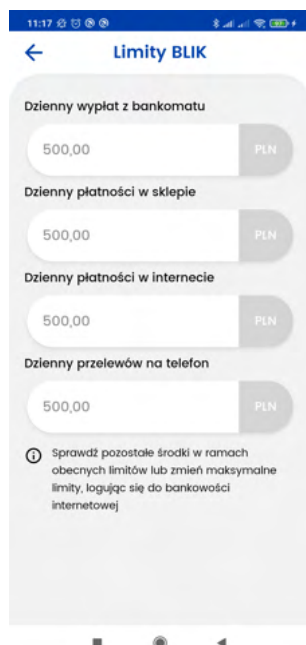 11:17
Limity BLIK
Dzienny wypłat z bankomatu
500,00 PLN
Dzienny płatności w sklepie
500,00 PLN
Dzienny płatności w internecie
500,00 PLN
Dzienny przelewów na telefon
500,00 PLN
Sprawdź pozostałe środki w ramach
obecnych limitów lub zmień maksymalne
limity, logując się do bankowości
internetowej